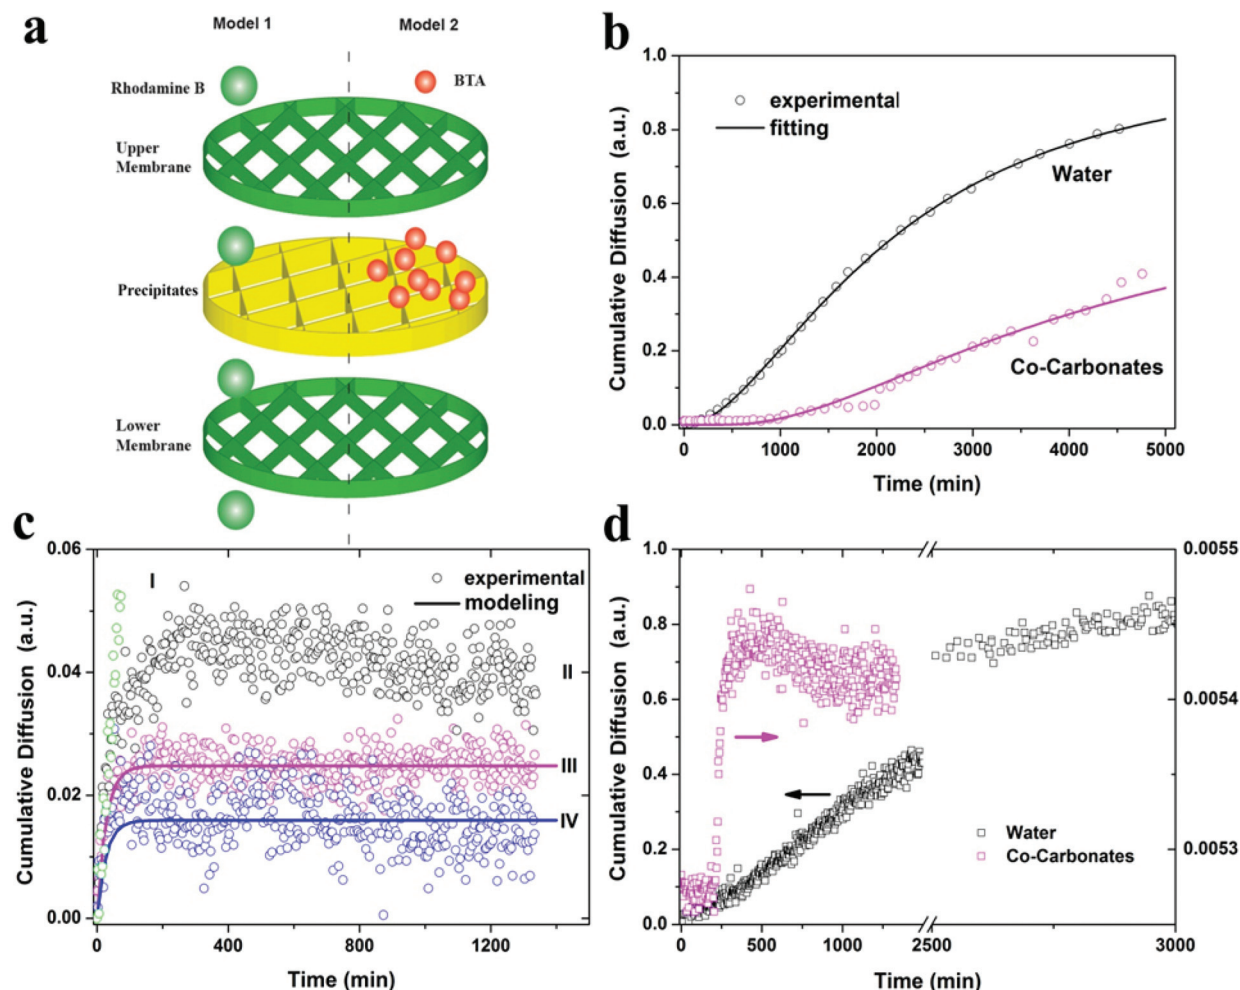 a
Model 1
Model 2
Rhodamine B
BTA
Upper
Membrane
Precipitates
Lower
Membrane
b
1.0
0.8
0.6
0.4
0.2
0.0
Cumulative Diffusion (a.u.)
experimental
fitting
Water
Co-Carbonates
0 1000 2000 3000 4000 5000
Time (min)
c
0.06
0.04
0.02
0.00
Cumulative Diffusion (a.u.)
I
experimental
modeling
II
III
IV
0 400 800 1200
Time (min)
d
1.0
0.8
0.6
0.4
0.2
0.0
Cumulative Diffusion (a.u.)
0.0055
0.0054
0.0053
Water
Co-Carbonates
0 500 1000 2500 3000
Time (min)